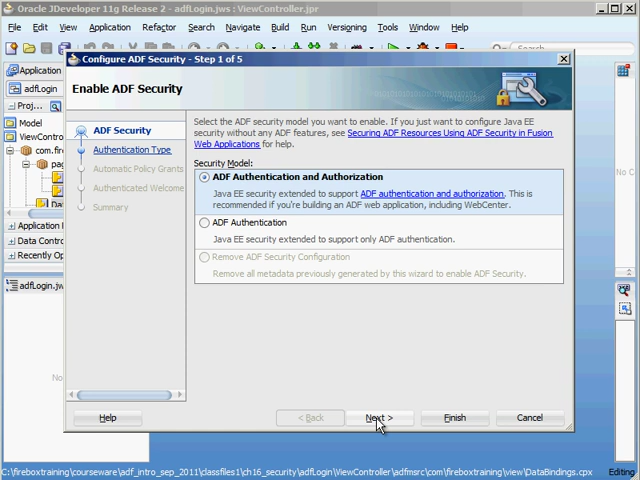 Oracle JDeveloper 11g Release 2 - adfLogin.jws : ViewController.jpr
File Edit View Application Refactor Search Navigate Build Run Versioning Tools Window Help
Search
Application
adfLogin
Proj...
Model
ViewContro
com.fir
pag
Da
Application
Data Contro
Recently Op
adfLogin.jw
No
Configure ADF Security - Step 1 of 5
Enable ADF Security
ADF Security
Authentication Type
Automatic Policy Grants
Authenticated Welcome
Summary
Select the ADF security model you want to enable. If you just want to configure Java EE
security without any ADF features, see Securing ADF Resources Using ADF Security in Fusion
Web Applications for help.
Security Model:
ADF Authentication and Authorization
Java EE security extended to support ADF authentication and authorization. This is
recommended if you're building an ADF web application, including WebCenter.
ADF Authentication
Java EE security extended to support only ADF authentication.
Remove ADF Security Configuration
Remove all metadata previously generated by this wizard to enable ADF Security.
Help < Back Next > Finish Cancel
C:\fireboxtraining\courseware\adf_intro_sep_2011\classfiles1\ch16_security\adfLogin\ViewController\adfmsrc\com\fireboxtraining\view\DataBindings.cpx Editing